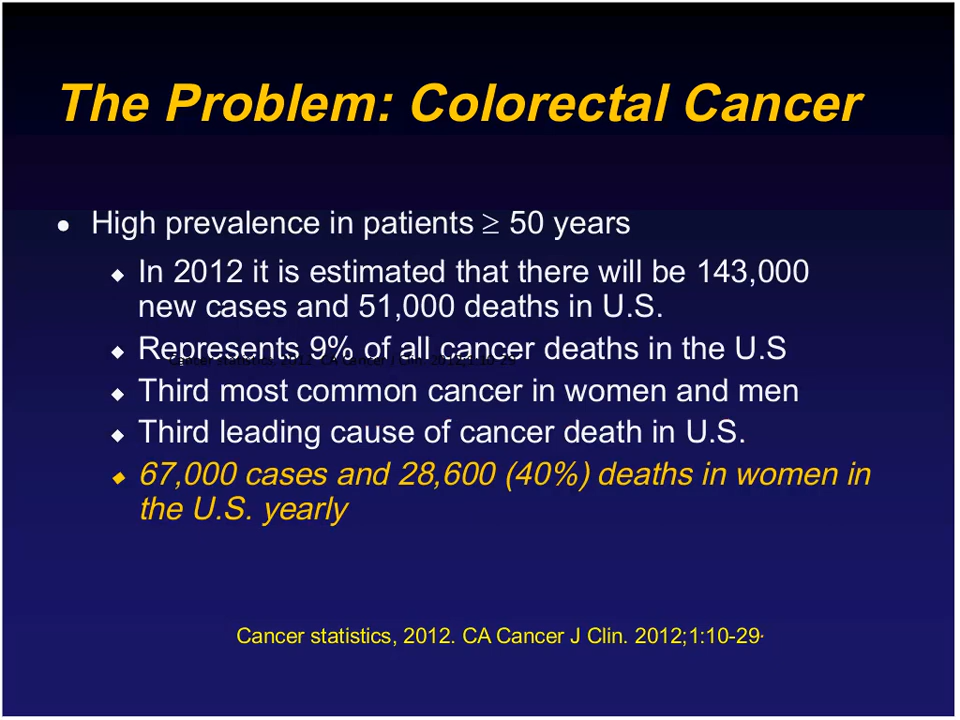 The Problem: Colorectal Cancer
● High prevalence in patients ≥ 50 years
◆ In 2012 it is estimated that there will be 143,000
new cases and 51,000 deaths in U.S.
◆ Represents 9% of all cancer deaths in the U.S
◆ Third most common cancer in women and men
◆ Third leading cause of cancer death in U.S.
◆ 67,000 cases and 28,600 (40%) deaths in women in
the U.S. yearly
Cancer statistics, 2012. CA Cancer J Clin. 2012;1:10-29.